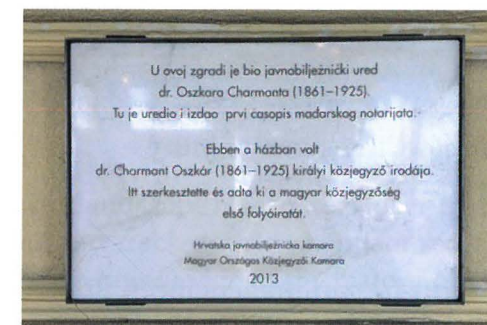 U ovoj zgradi je bio javnobilježnički ured
dr. Oszkara Charmanta (1861–1925).
Tu je uredio i izdao prvi časopis mađarskog notarijata.
Ebben a házban volt
dr. Charmant Oszkár (1861–1925) királyi közjegyző irodája.
Itt szerkesztette és adta ki a magyar közjegyzőség
első folyóiratát.
Hrvatska javnobilježnička komora
Magyar Országos Közjegyzői Kamara
2013